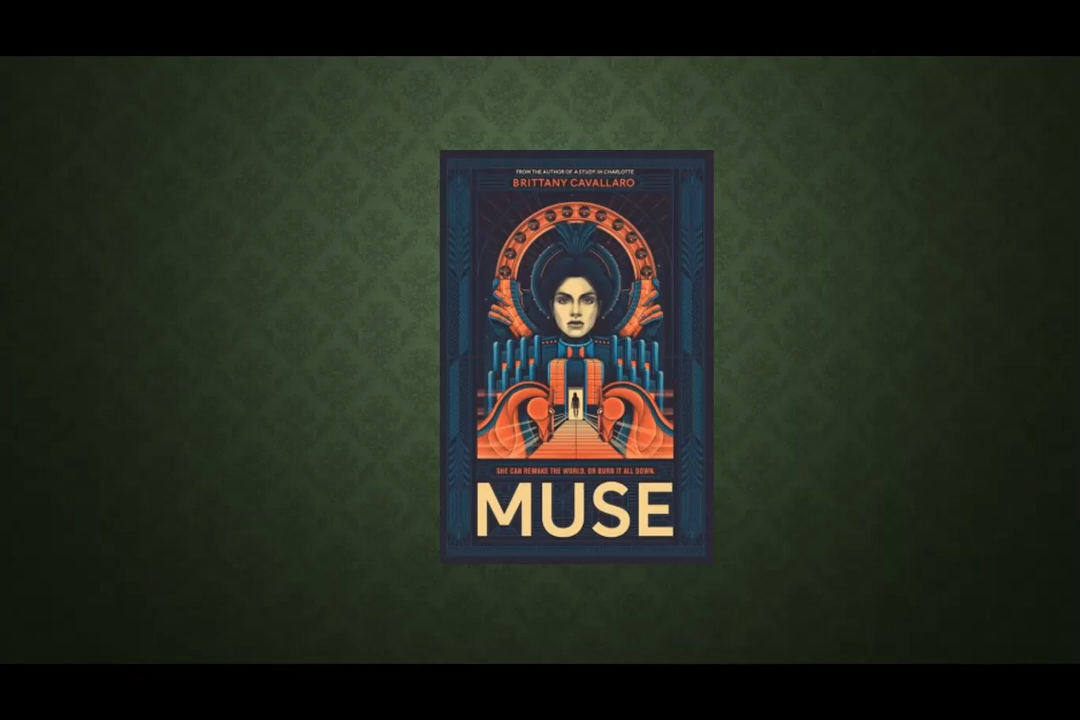 FROM THE AUTHOR OF A STUDY IN CHARLOTTE
BRITTANY CAVALLARO
SHE CAN REMAKE THE WORLD. OR BURN IT ALL DOWN.
MUSE